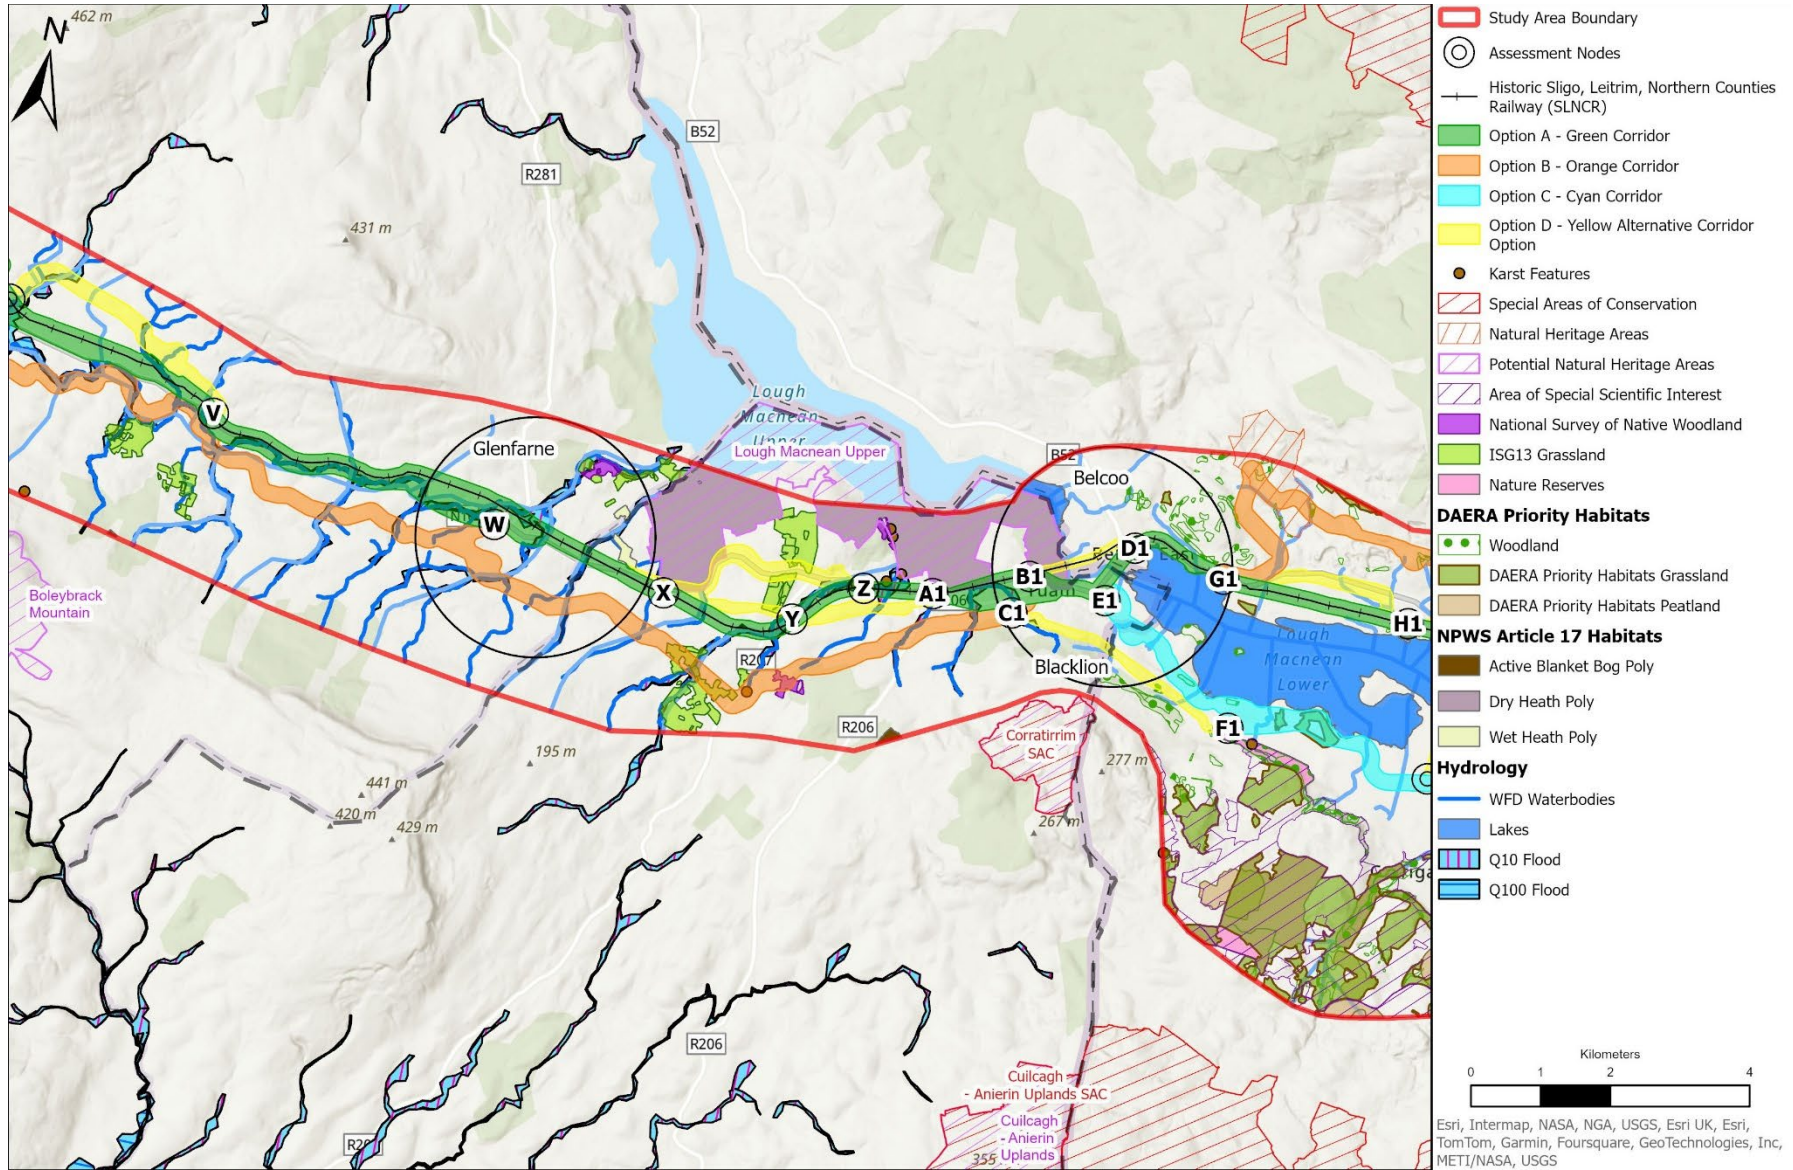 462 m
N
B52
R281
431 m
Lough
Macnean
Upper
Lough Macnean Upper
V
Glenfarne
B52
Belcoo
W
D1
B1
G1
X
Z
A1
E1
Y
C1
H1
Boleybrack
Mountain
Lough
Macnean
Lower
R207
Blacklion
R206
F1
Corratirrim
SAC
195 m
277 m
441 m
420 m
429 m
267 m
R206
Cuilcagh
- Anierin Uplands SAC
Cuilcagh
- Anierin
Uplands
355
Study Area Boundary
Assessment Nodes
Historic Sligo, Leitrim, Northern Counties
Railway (SLNCR)
Option A - Green Corridor
Option B - Orange Corridor
Option C - Cyan Corridor
Option D - Yellow Alternative Corridor
Option
Karst Features
Special Areas of Conservation
Natural Heritage Areas
Potential Natural Heritage Areas
Area of Special Scientific Interest
National Survey of Native Woodland
ISG13 Grassland
Nature Reserves
DAERA Priority Habitats
Woodland
DAERA Priority Habitats Grassland
DAERA Priority Habitats Peatland
NPWS Article 17 Habitats
Active Blanket Bog Poly
Dry Heath Poly
Wet Heath Poly
Hydrology
WFD Waterbodies
Lakes
Q10 Flood
Q100 Flood
Kilometers
0 1 2 4
Esri, Intermap, NASA, NGA, USGS, Esri UK, Esri,
TomTom, Garmin, Foursquare, GeoTechnologies, Inc,
METI/NASA, USGS